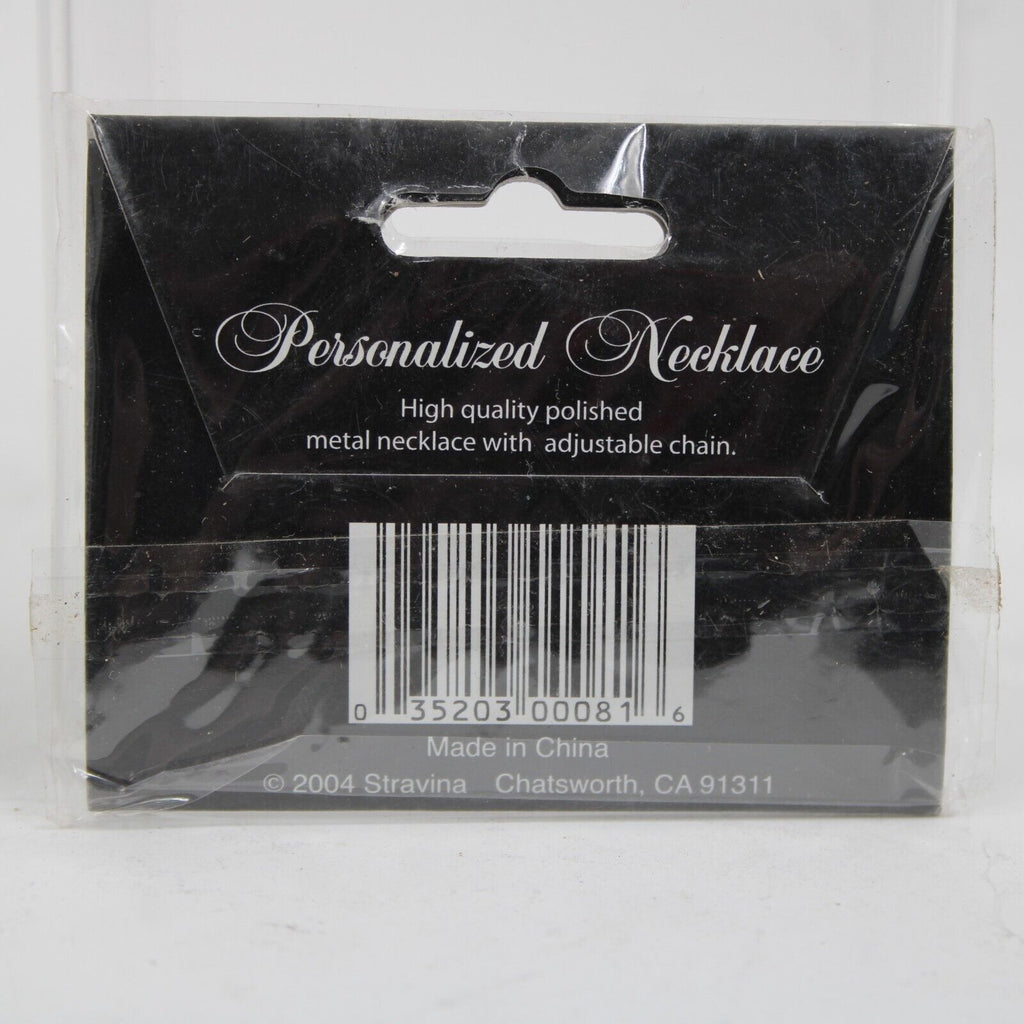 Personalized Necklace
High quality polished
metal necklace with adjustable chain.
0 35203 00081 6
Made in China
© 2004 Stravina Chatsworth, CA 91311